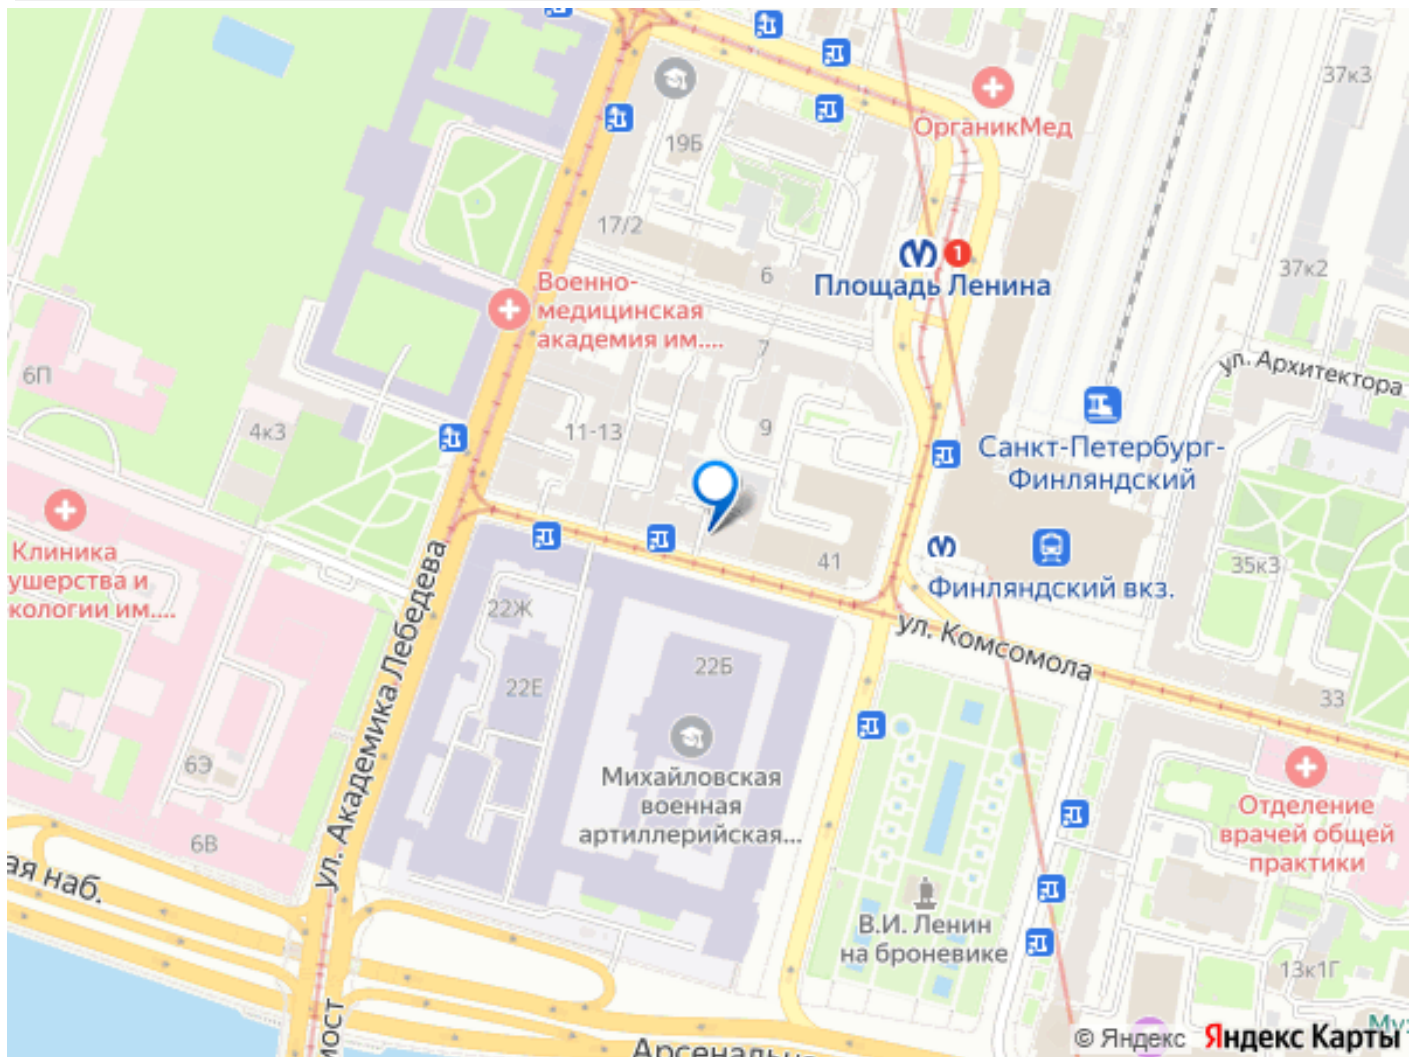 37к3
ОрганикМед
19Б
17/2
6
1
Площадь Ленина
37к2
Военно-
медицинская
академия им....
7
ул. Архитектора
6П
4к3
11-13
9
Санкт-Петербург-
Финляндский
Клиника
ушерства и
кологии им....
41
Финляндский вкз.
35к3
22Ж
ул. Комсомола
22Е
22Б
33
ул. Академика Лебедева
6Э
Михайловская
военная
артиллерийская...
Отделение
врачей общей
практики
6В
ая наб.
В.И. Ленин
на броневике
13к1Г
мост
Арсенальна
Муз
© Яндекс Яндекс Карты